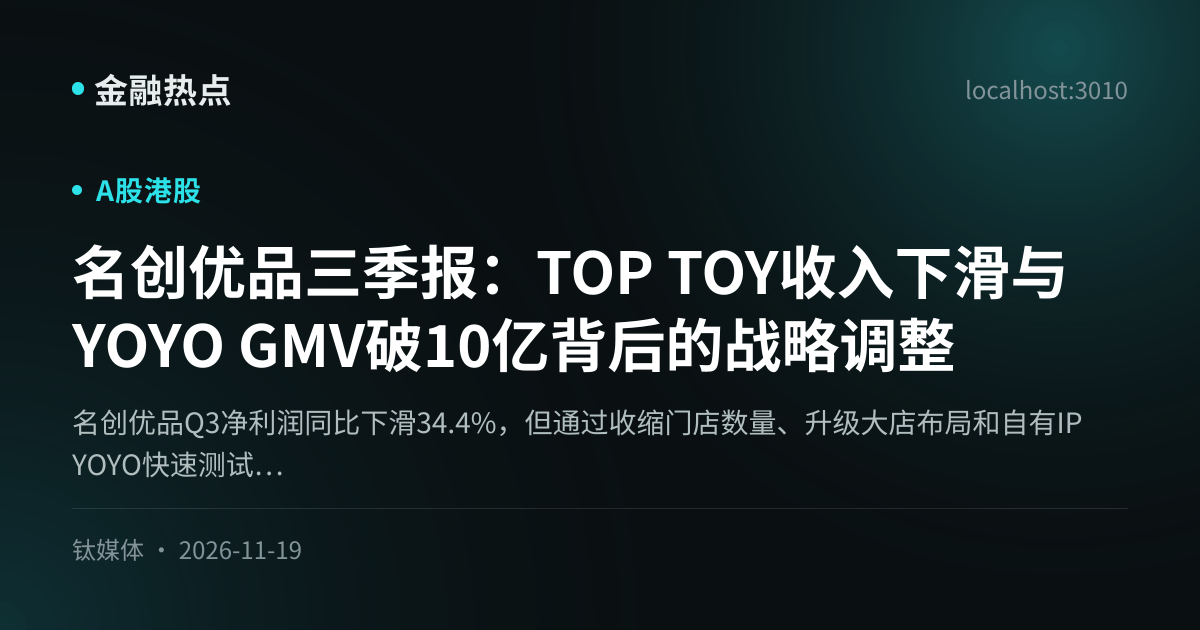 金融热点
localhost:3010
A股港股
名创优品三季报：TOP TOY收入下滑与
YOYO GMV破10亿背后的战略调整
名创优品Q3净利润同比下滑34.4%，但通过收缩门店数量、升级大店布局和自有IP
YOYO快速测试…
钛媒体 · 2026-11-19